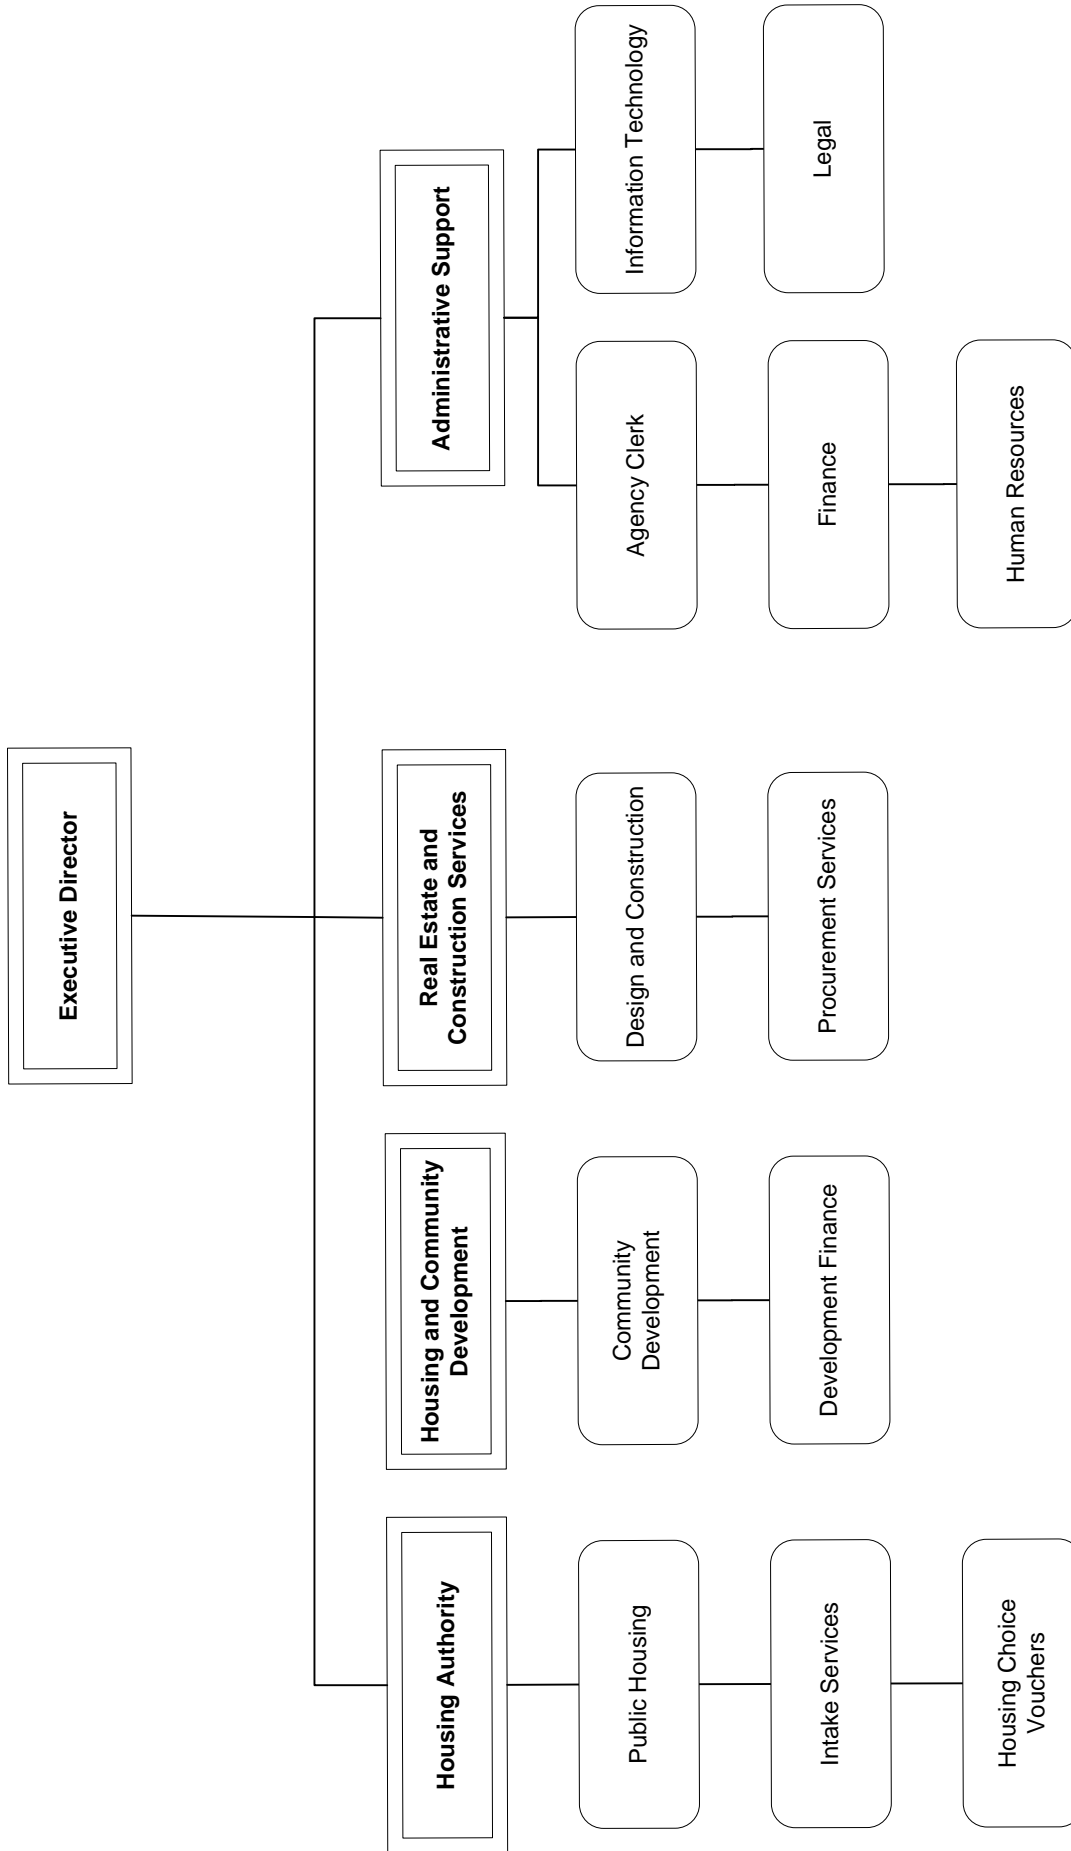 Executive Director
Housing Authority
Housing and Community
Development
Real Estate and
Construction Services
Administrative Support
Public Housing
Community
Development
Design and Construction
Agency Clerk
Information Technology
Intake Services
Development Finance
Procurement Services
Finance
Legal
Housing Choice
Vouchers
Human Resources